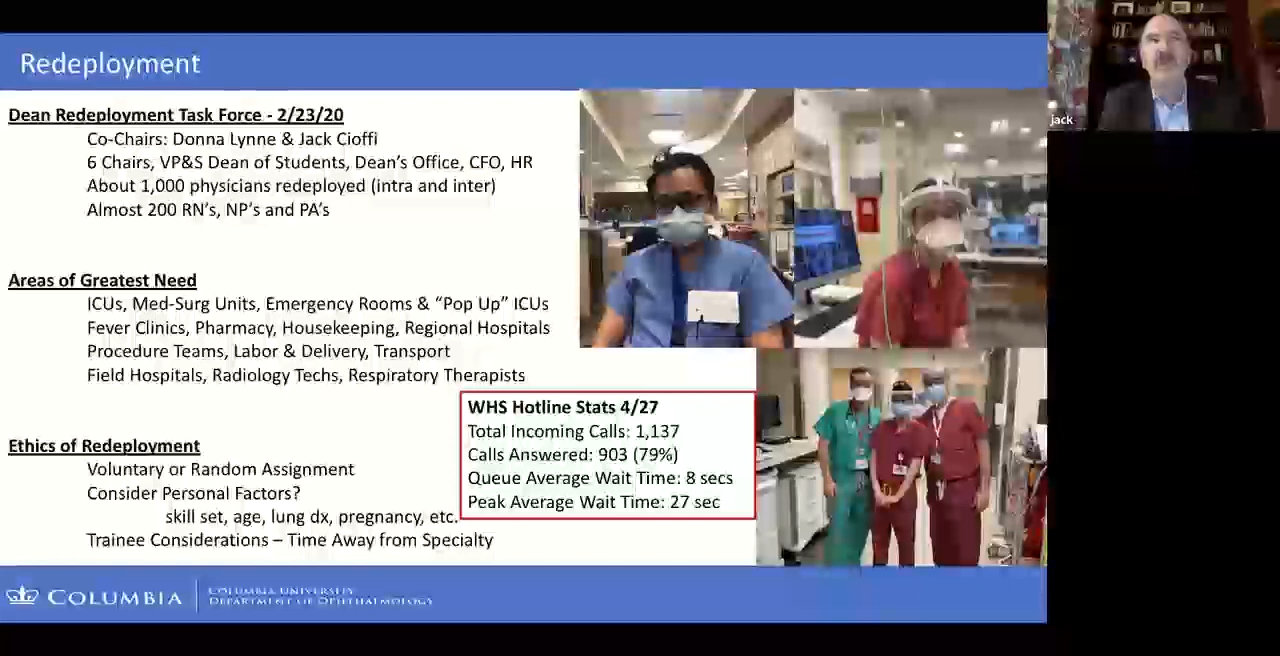 Redeployment
Dean Redeployment Task Force - 2/23/20
Co-Chairs: Donna Lynne & Jack Cioffi
6 Chairs, VP&S Dean of Students, Dean’s Office, CFO, HR
About 1,000 physicians redeployed (intra and inter)
Almost 200 RN’s, NP’s and PA’s
Areas of Greatest Need
ICUs, Med-Surg Units, Emergency Rooms & “Pop Up” ICUs
Fever Clinics, Pharmacy, Housekeeping, Regional Hospitals
Procedure Teams, Labor & Delivery, Transport
Field Hospitals, Radiology Techs, Respiratory Therapists
Ethics of Redeployment
Voluntary or Random Assignment
Consider Personal Factors?
skill set, age, lung dx, pregnancy, etc.
Trainee Considerations – Time Away from Specialty
WHS Hotline Stats 4/27
Total Incoming Calls: 1,137
Calls Answered: 903 (79%)
Queue Average Wait Time: 8 secs
Peak Average Wait Time: 27 sec
COLUMBIA
COLUMBIA UNIVERSITY
DEPARTMENT OF OPHTHALMOLOGY
jack